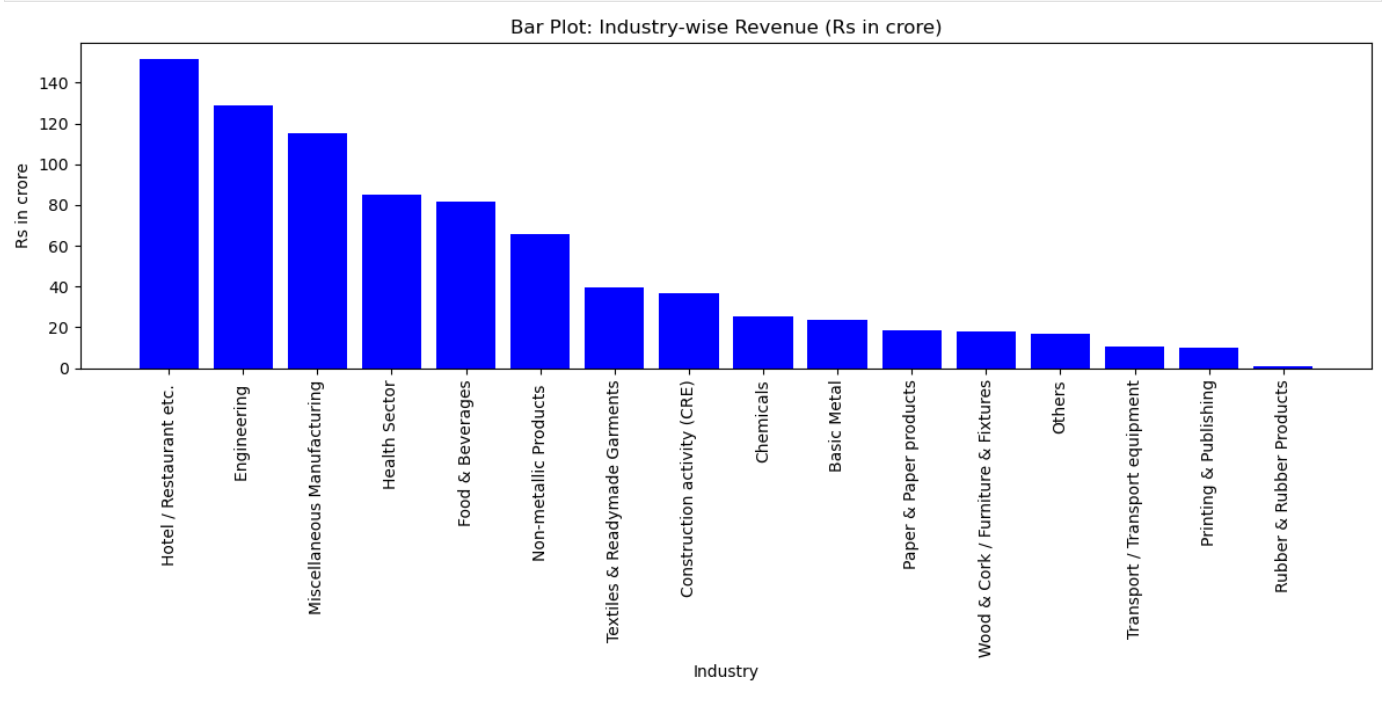 Bar Plot: Industry-wise Revenue (Rs in crore)
Rs in crore
140
120
100
80
60
40
20
0
Hotel / Restaurant etc.
Engineering
Miscellaneous Manufacturing
Health Sector
Food & Beverages
Non-metallic Products
Textiles & Readymade Garments
Construction activity (CRE)
Chemicals
Basic Metal
Paper & Paper products
Wood & Cork / Furniture & Fixtures
Others
Transport / Transport equipment
Printing & Publishing
Rubber & Rubber Products
Industry